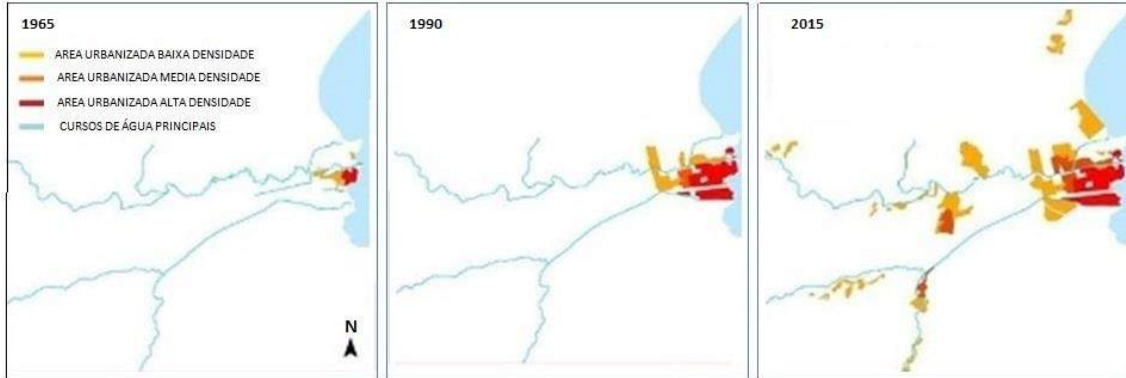 1965
AREA URBANIZADA BAIXA DENSIDADE
AREA URBANIZADA MEDIA DENSIDADE
AREA URBANIZADA ALTA DENSIDADE
CURSOS DE ÁGUA PRINCIPAIS
N
1990
2015